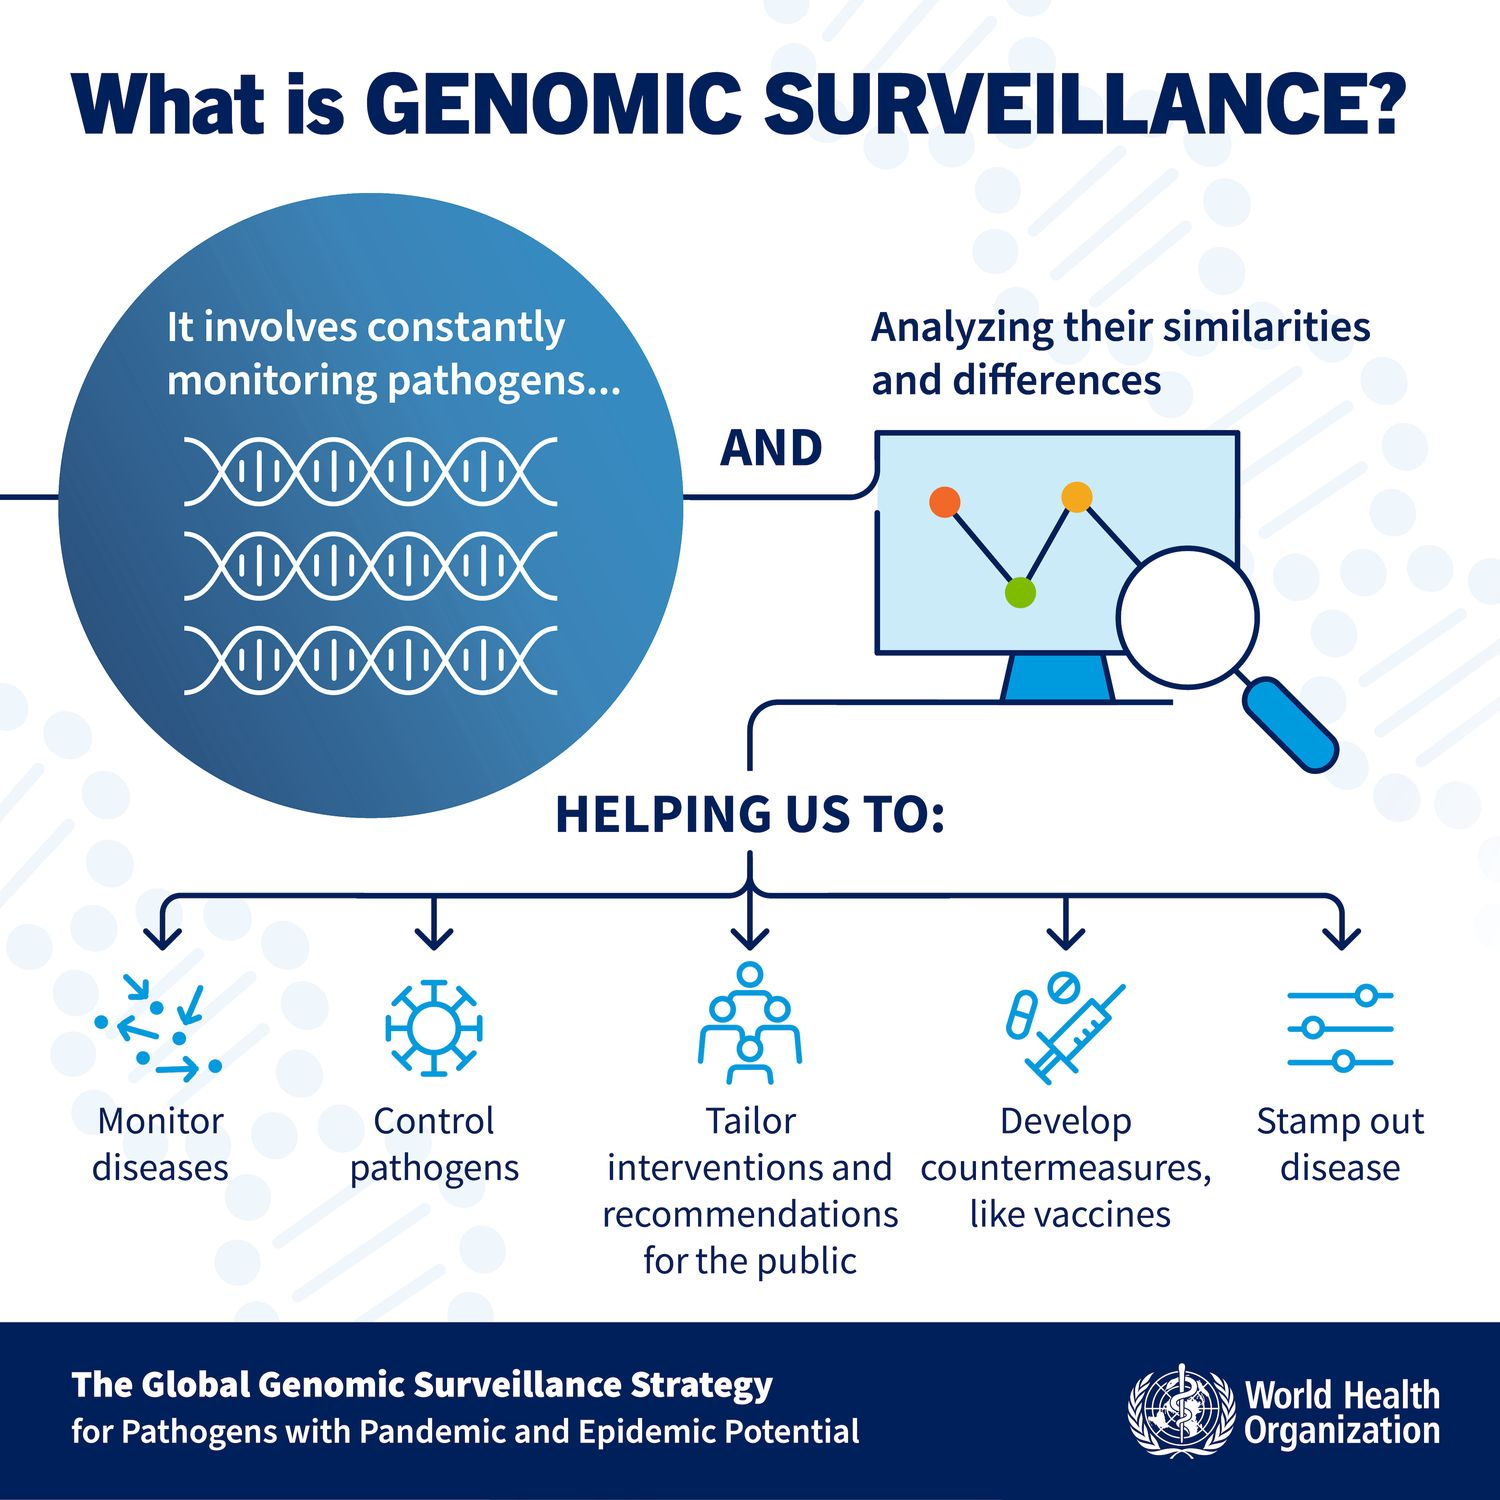 What is GENOMIC SURVEILLANCE?
It involves constantly
monitoring pathogens...
AND
Analyzing their similarities
and differences
HELPING US TO:
Monitor
diseases
Control
pathogens
Tailor
interventions and
recommendations
for the public
Develop
countermeasures,
like vaccines
Stamp out
disease
The Global Genomic Surveillance Strategy
for Pathogens with Pandemic and Epidemic Potential
World Health
Organization